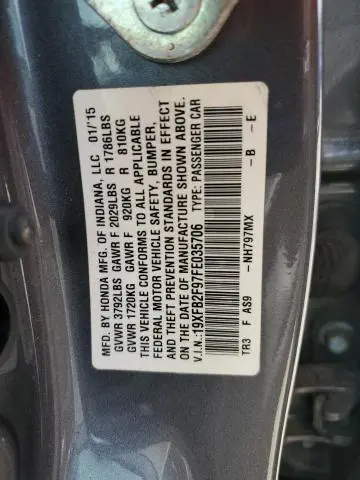 MFD. BY HONDA MFG. OF INDIANA, LLC 01/'15
GVWR 3792LBS GAWR F 2029LBS R 1786LBS
GVWR 1720KG GAWR F 920KG R 810KG
THIS VEHICLE CONFORMS TO ALL APPLICABLE
FEDERAL MOTOR VEHICLE SAFETY, BUMPER,
AND THEFT PREVENTION STANDARDS IN EFFECT
ON THE DATE OF MANUFACTURE SHOWN ABOVE.
V.I.N.:19XFB2F97FE035706 TYPE: PASSENGER CAR
TR3 F AS9 -NH797MX -B -E